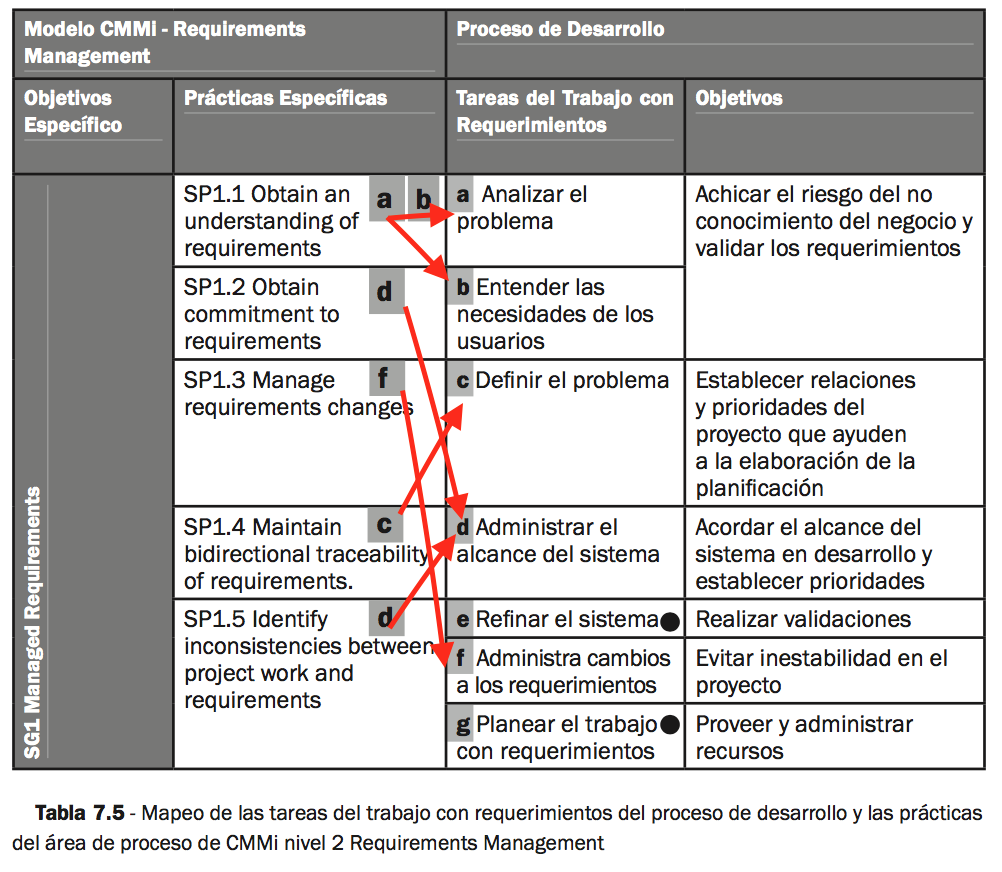 Modelo CMMi - Requirements
Management
Proceso de Desarrollo
Objetivos
Específico
Prácticas Específicas
Tareas del Trabajo con
Requerimientos
Objetivos
SG1 Managed Requirements
SP1.1 Obtain an
understanding of
requirements
a b
a Analizar el
problema
Achicar el riesgo del no
conocimiento del negocio y
validar los requerimientos
SP1.2 Obtain
commitment to
requirements
d
b Entender las
necesidades de los
usuarios
SP1.3 Manage
requirements changes
f
c Definir el problema
Establecer relaciones
y prioridades del
proyecto que ayuden
a la elaboración de la
planificación
SP1.4 Maintain
bidirectional traceability
of requirements.
c
d Administrar el
alcance del sistema
Acordar el alcance del
sistema en desarrollo y
establecer prioridades
SP1.5 Identify
inconsistencies between
project work and
requirements
d
e Refinar el sistema
Realizar validaciones
f Administra cambios
a los requerimientos
Evitar inestabilidad en el
proyecto
g Planear el trabajo
con requerimientos
Proveer y administrar
recursos
Tabla 7.5 - Mapeo de las tareas del trabajo con requerimientos del proceso de desarrollo y las prácticas
del área de proceso de CMMi nivel 2 Requirements Management